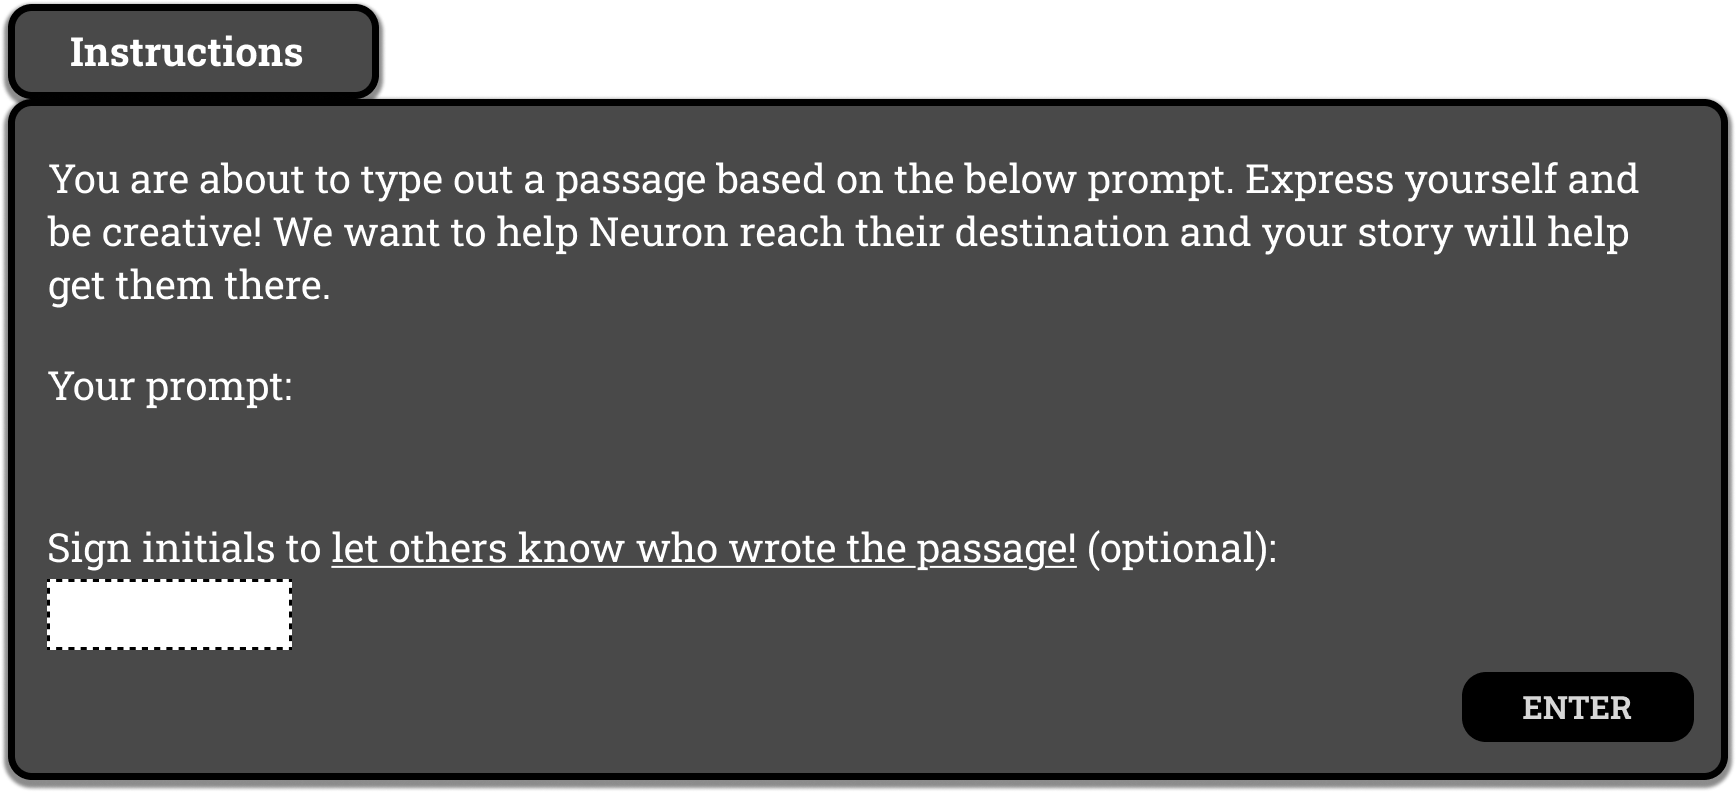 Instructions
You are about to type out a passage based on the below prompt. Express yourself and
be creative! We want to help Neuron reach their destination and your story will help
get them there.
Your prompt:
Sign initials to let others know who wrote the passage! (optional):
ENTER